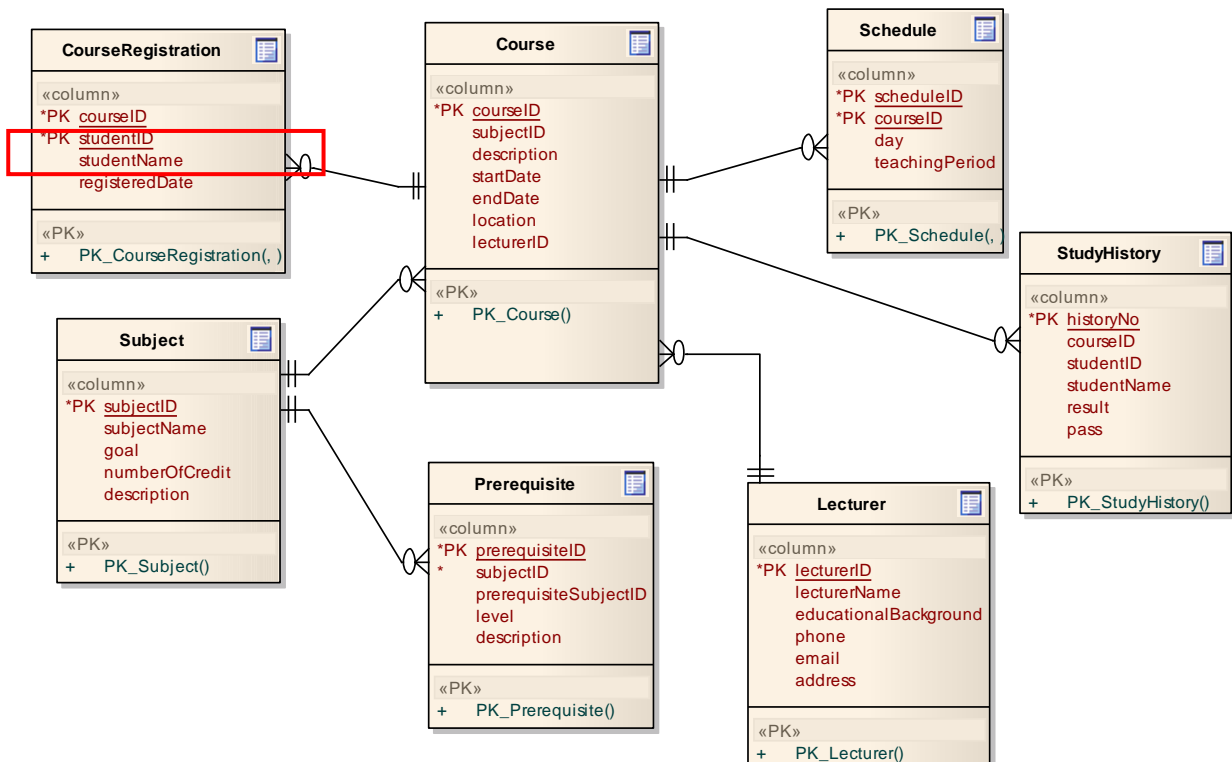 CourseRegistration
«column»
*PK courseID
*PK studentID
studentName
registeredDate
«PK»
+ PK_CourseRegistration(, )
Course
«column»
*PK courseID
subjectID
description
startDate
endDate
location
lecturerID
«PK»
+ PK_Course()
Schedule
«column»
*PK scheduleID
*PK courseID
day
teachingPeriod
«PK»
+ PK_Schedule(, )
StudyHistory
«column»
*PK historyNo
courseID
studentID
studentName
result
pass
«PK»
+ PK_StudyHistory()
Subject
«column»
*PK subjectID
subjectName
goal
numberOfCredit
description
«PK»
+ PK_Subject()
Prerequisite
«column»
*PK prerequisiteID
* subjectID
prerequisiteSubjectID
level
description
«PK»
+ PK_Prerequisite()
Lecturer
«column»
*PK lecturerID
lecturerName
educationalBackground
phone
email
address
«PK»
+ PK_Lecturer()